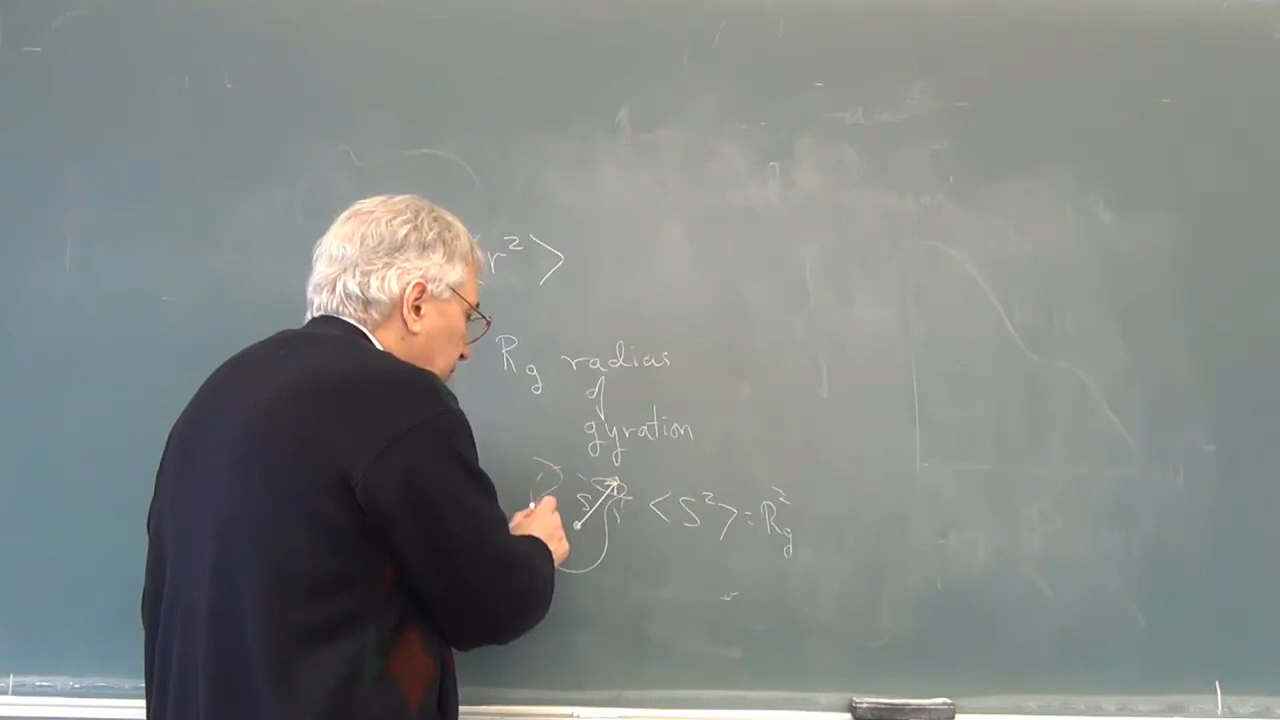 r² >
Rg radius
of
gyration
s <s²> = Rg²